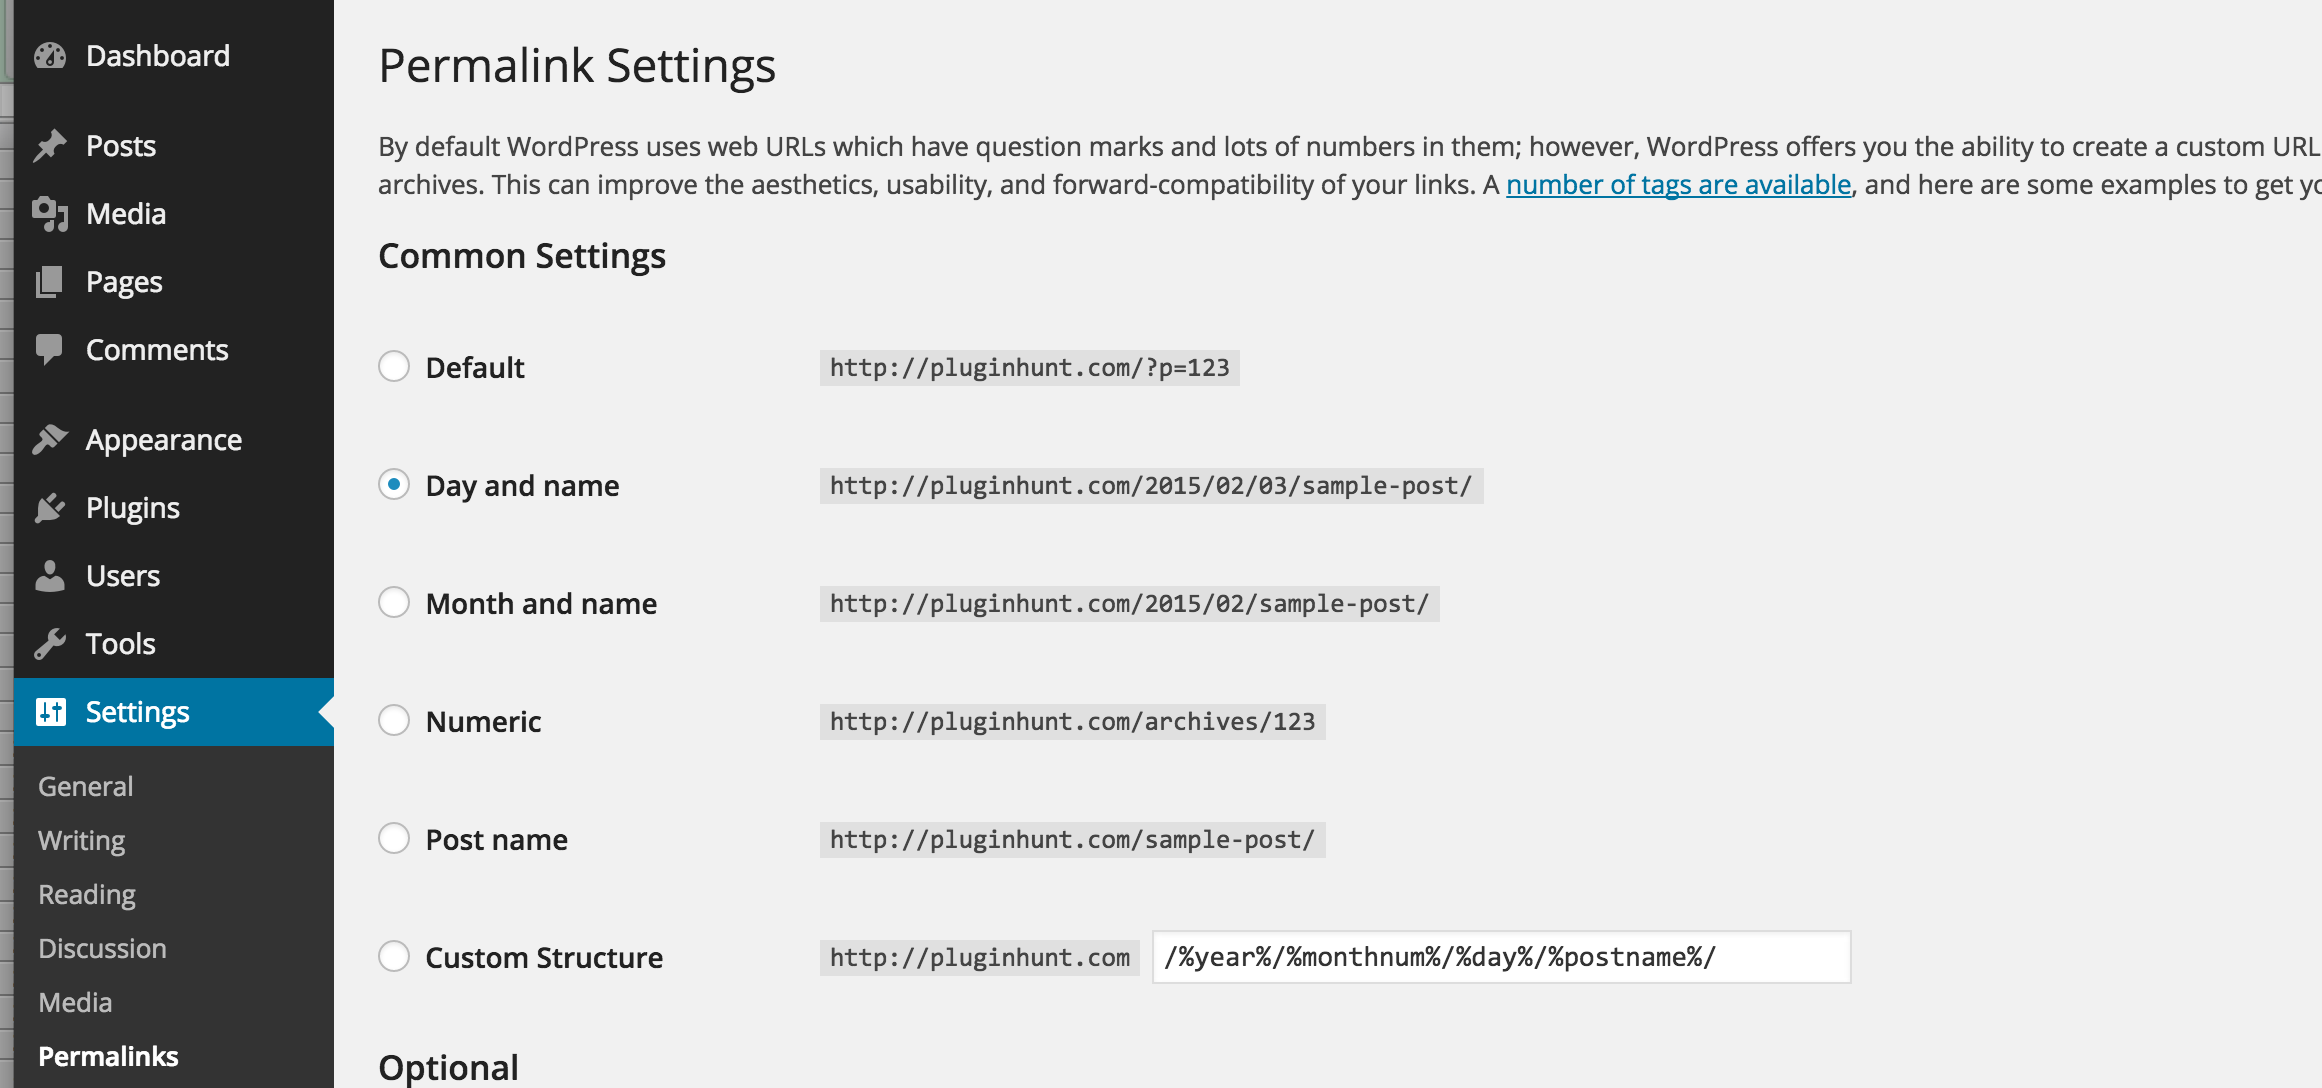 Dashboard
Posts
Media
Pages
Comments
Appearance
Plugins
Users
Tools
Settings
General
Writing
Reading
Discussion
Media
Permalinks
Permalink Settings
By default WordPress uses web URLs which have question marks and lots of numbers in them; however, WordPress offers you the ability to create a custom URL
archives. This can improve the aesthetics, usability, and forward-compatibility of your links. A number of tags are available, and here are some examples to get
Common Settings
Default http://pluginhunt.com/?p=123
Day and name http://pluginhunt.com/2015/02/03/sample-post/
Month and name http://pluginhunt.com/2015/02/sample-post/
Numeric http://pluginhunt.com/archives/123
Post name http://pluginhunt.com/sample-post/
Custom Structure http://pluginhunt.com /%year%/%monthnum%/%day%/%postname%/
Optional